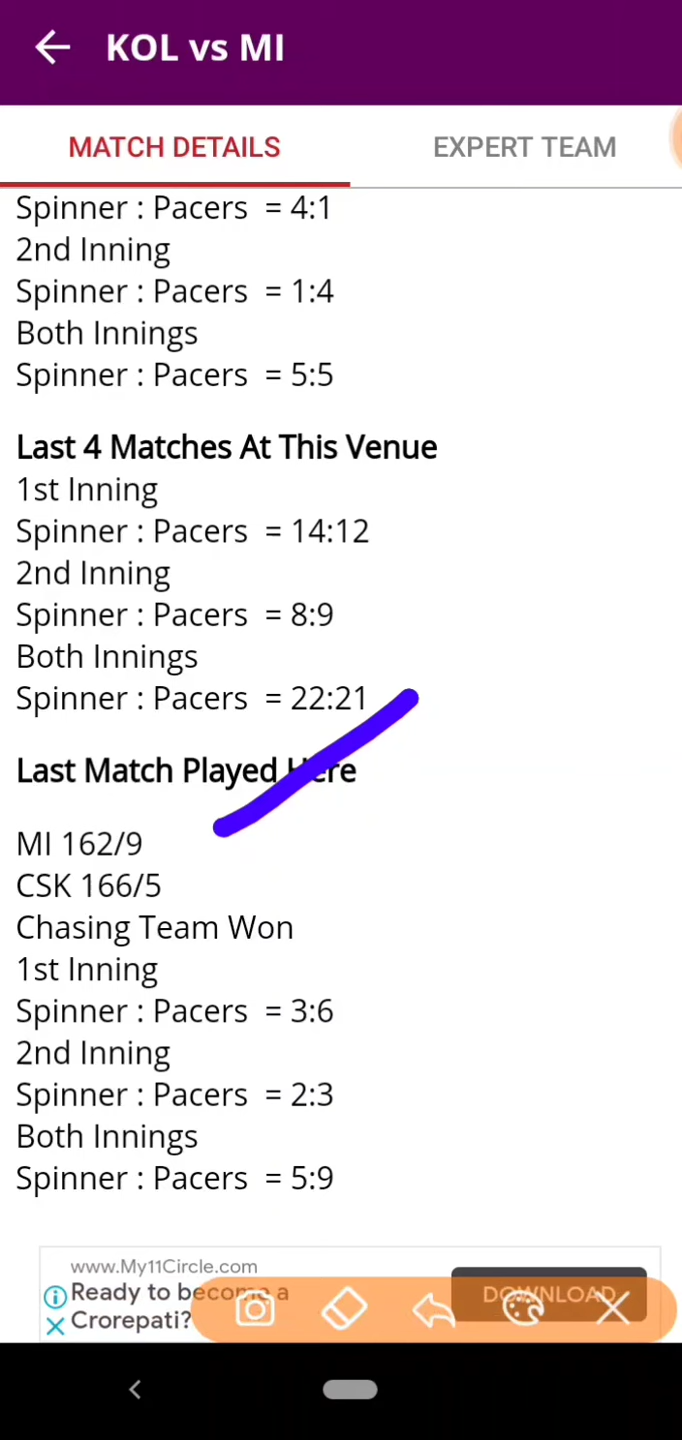 KOL vs MI
MATCH DETAILS
EXPERT TEAM
Spinner : Pacers = 4:1
2nd Inning
Spinner : Pacers = 1:4
Both Innings
Spinner : Pacers = 5:5
Last 4 Matches At This Venue
1st Inning
Spinner : Pacers = 14:12
2nd Inning
Spinner : Pacers = 8:9
Both Innings
Spinner : Pacers = 22:21
Last Match Played Here
MI 162/9
CSK 166/5
Chasing Team Won
1st Inning
Spinner : Pacers = 3:6
2nd Inning
Spinner : Pacers = 2:3
Both Innings
Spinner : Pacers = 5:9
www.My11Circle.com
Ready to become a
Crorepati?
DOWNLOAD